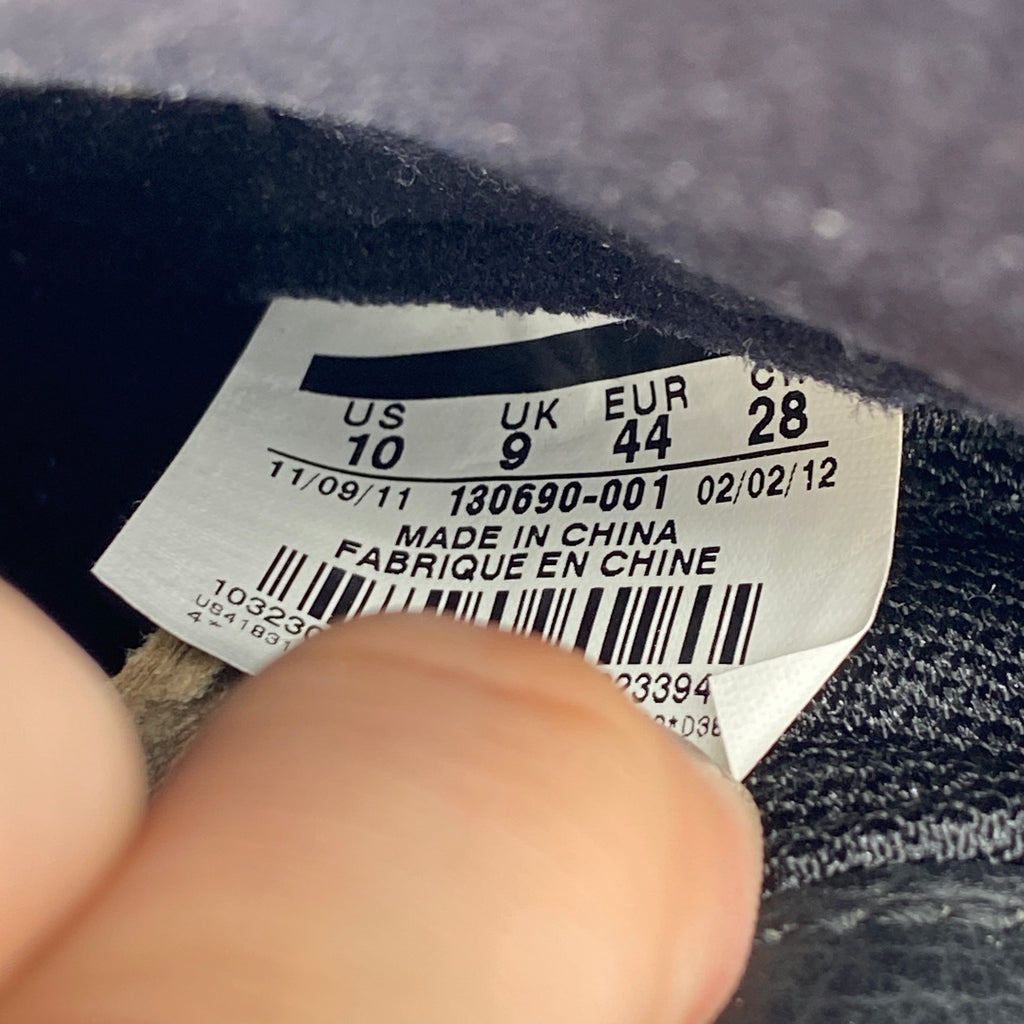 US UK EUR
10 9 44 28
11/09/11 130690-001 02/02/12
MADE IN CHINA
FABRIQUE EN CHINE